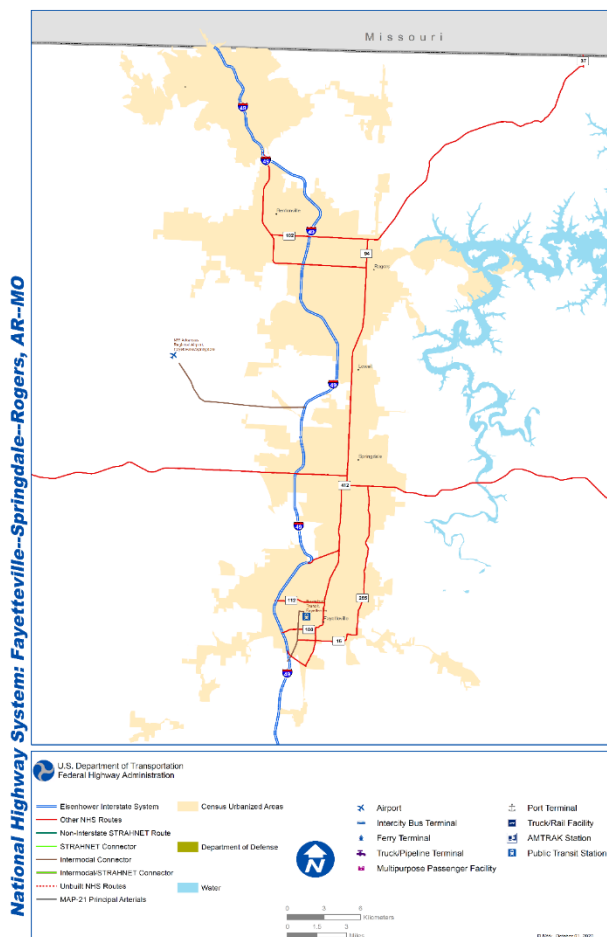 Missouri
37
49
49
Bentonville
49
102
94
Rogers
Lowell
49
Springdale
412
49
265
112
Fayetteville
180
16
49
National Highway System: Fayetteville--Springdale--Rogers, AR--MO
U.S. Department of Transportation
Federal Highway Administration
Eisenhower Interstate System
Other NHS Routes
Non-Interstate STRAHNET Route
STRAHNET Connector
Intermodal Connector
Intermodal/STRAHNET Connector
Unbuilt NHS Routes
MAP-21 Principal Arterials
Census Urbanized Areas
Department of Defense
Water
Airport
Intercity Bus Terminal
Ferry Terminal
Truck/Pipeline Terminal
Multipurpose Passenger Facility
Port Terminal
Truck/Rail Facility
AMTRAK Station
Public Transit Station
0 3 6
Kilometers
0 1.5 3
Miles